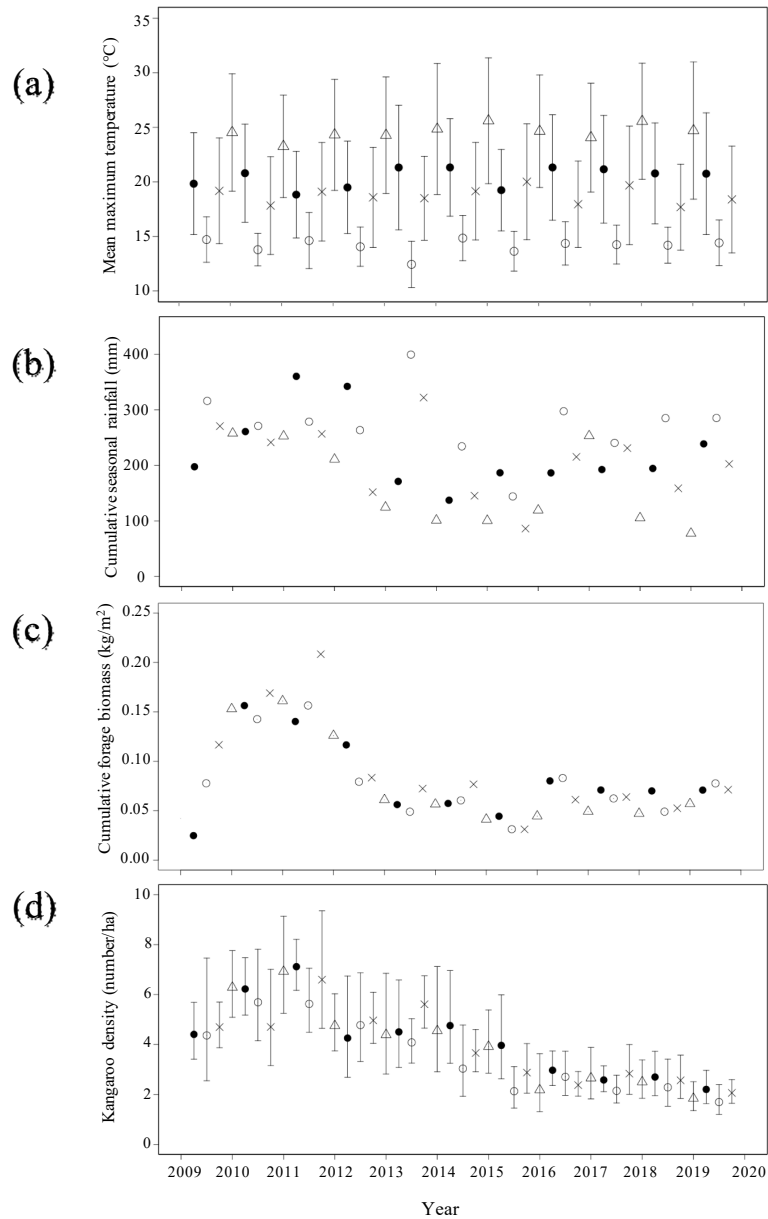 (a)
Mean maximum temperature (°C)
35
30
25
20
15
10
(b)
Cumulative seasonal rainfall (mm)
400
300
200
100
0
(c)
Cumulative forage biomass (kg/m²)
0.25
0.20
0.15
0.10
0.05
0.00
(d)
Kangaroo density (number/ha)
10
8
6
4
2
0
2009 2010 2011 2012 2013 2014 2015 2016 2017 2018 2019 2020
Year